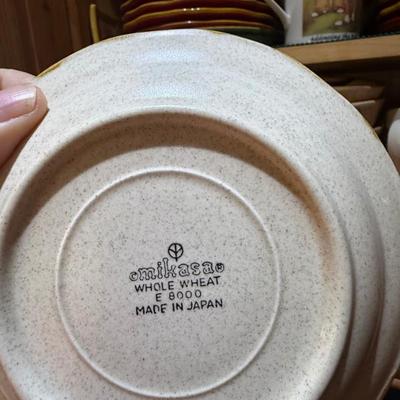 mikasa®
WHOLE WHEAT
E 8000
MADE IN JAPAN